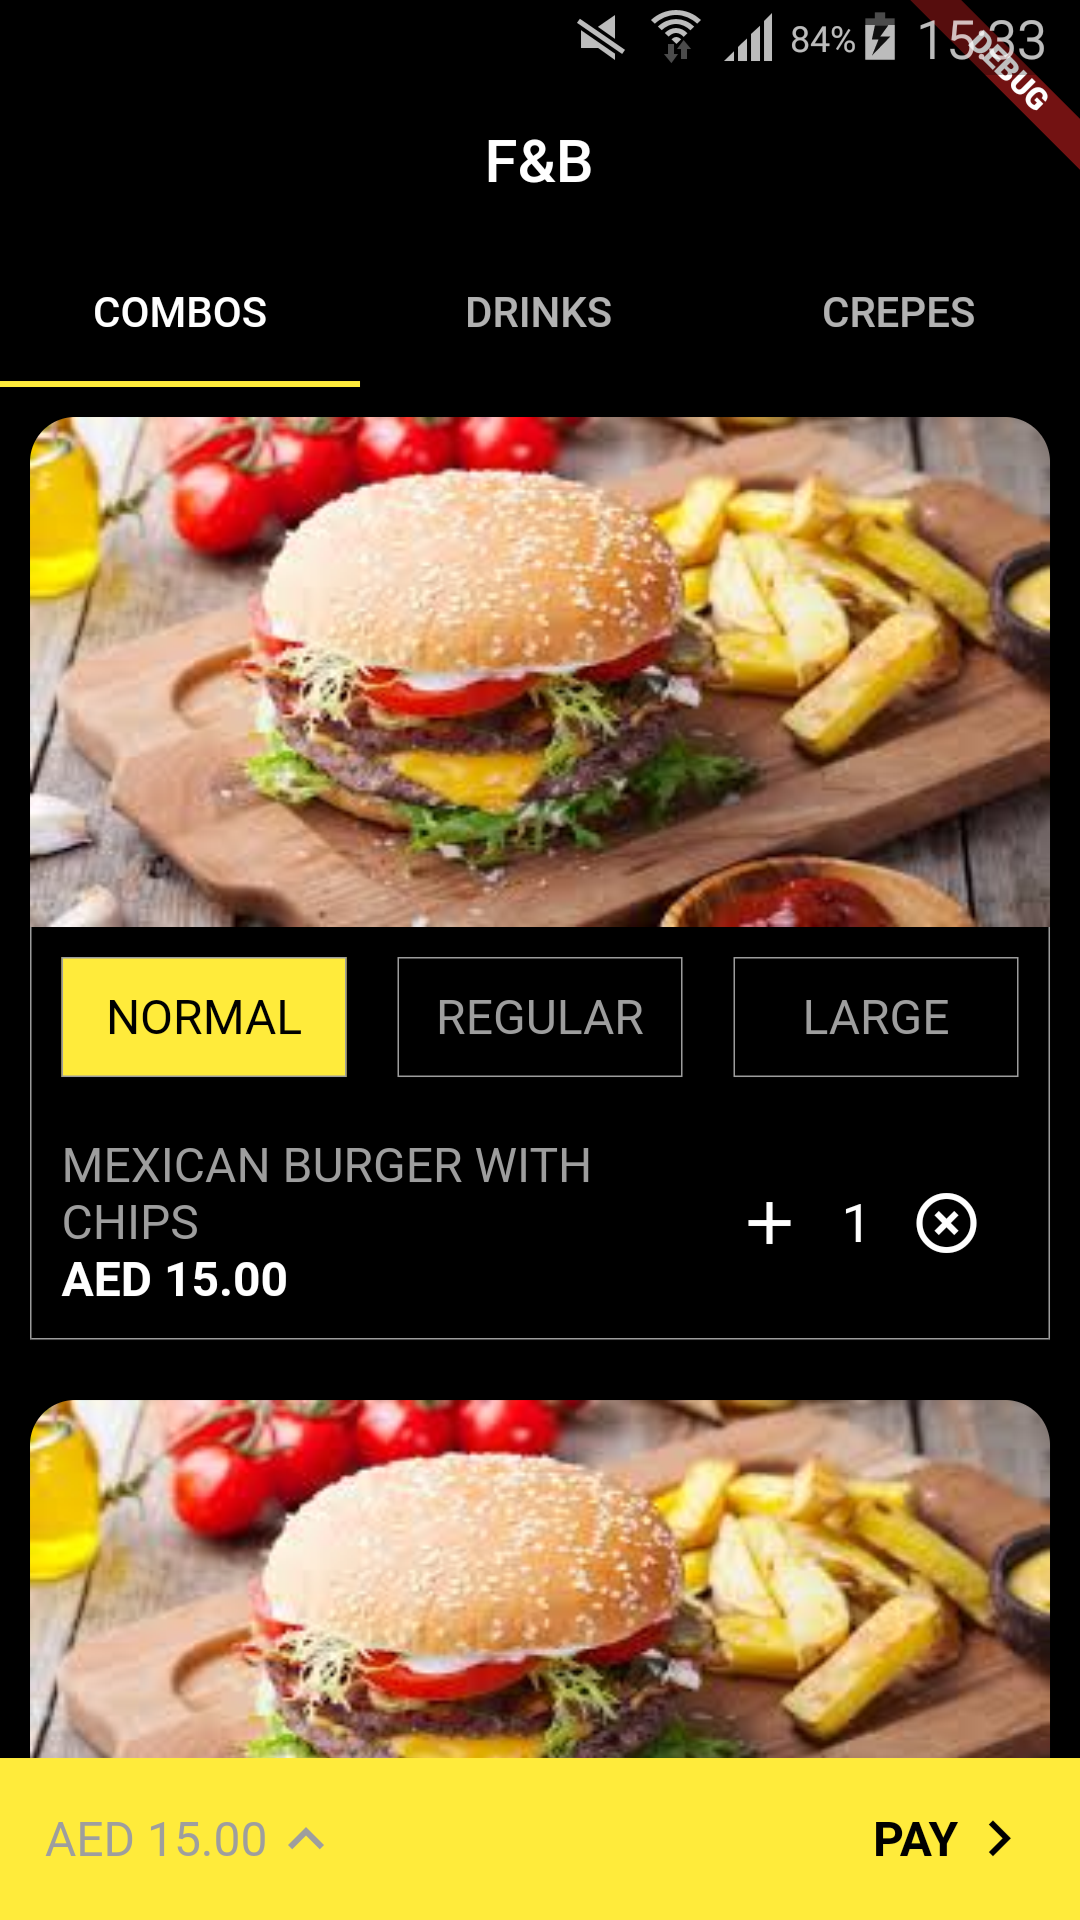 84% 15:33
DEBUG
F&B
COMBOS DRINKS CREPES
NORMAL REGULAR LARGE
MEXICAN BURGER WITH
CHIPS
1
AED 15.00
AED 15.00 PAY